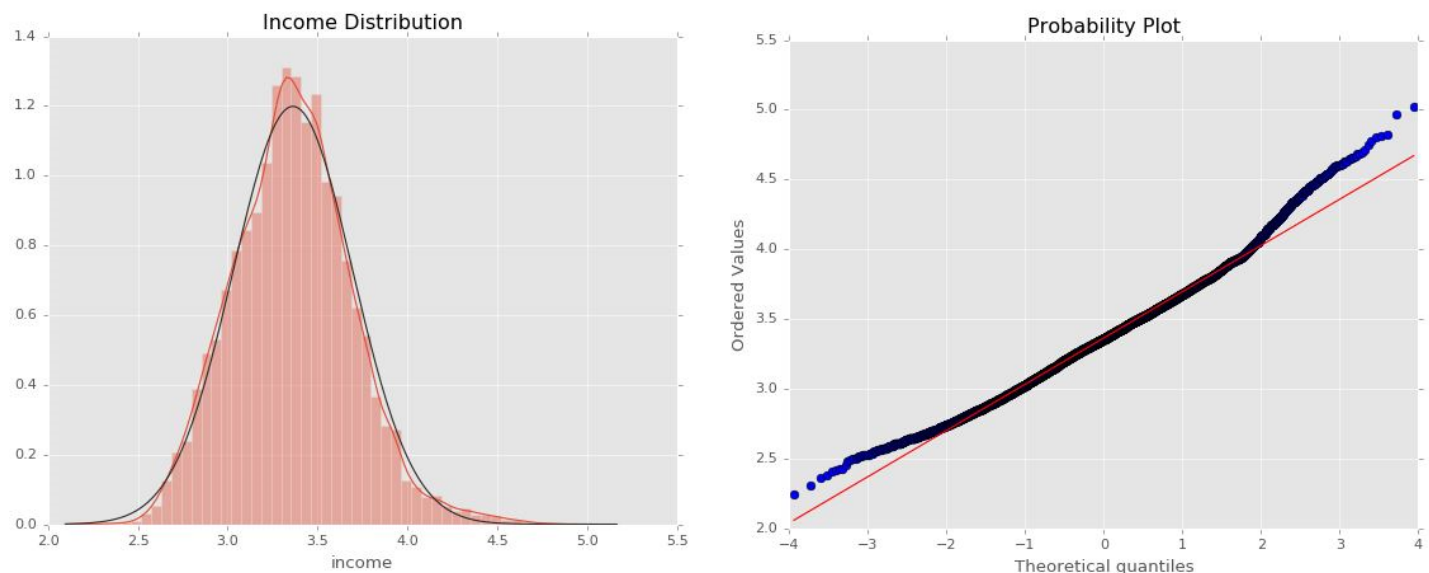 Income Distribution
1.4
1.2
1.0
0.8
0.6
0.4
0.2
0.0
2.0 2.5 3.0 3.5 4.0 4.5 5.0 5.5
income
Probability Plot
5.5
5.0
4.5
4.0
3.5
3.0
2.5
2.0
Ordered Values
−4 −3 −2 −1 0 1 2 3 4
Theoretical quantiles